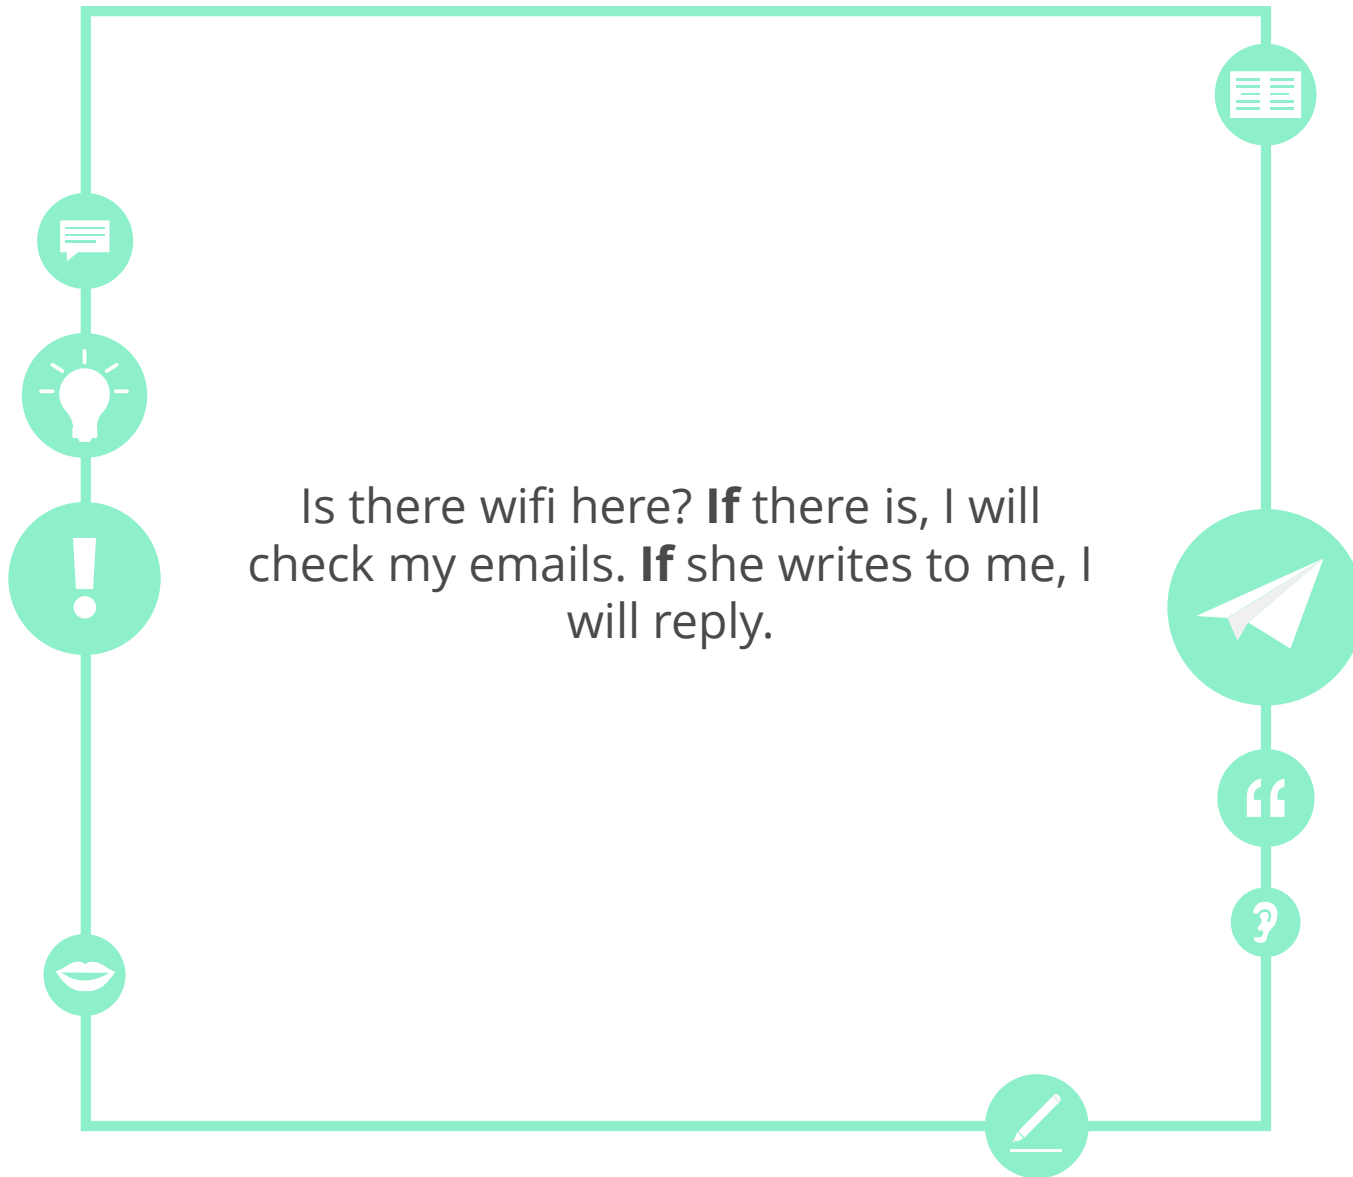 Is there wifi here? If there is, I will
check my emails. If she writes to me, I
will reply.